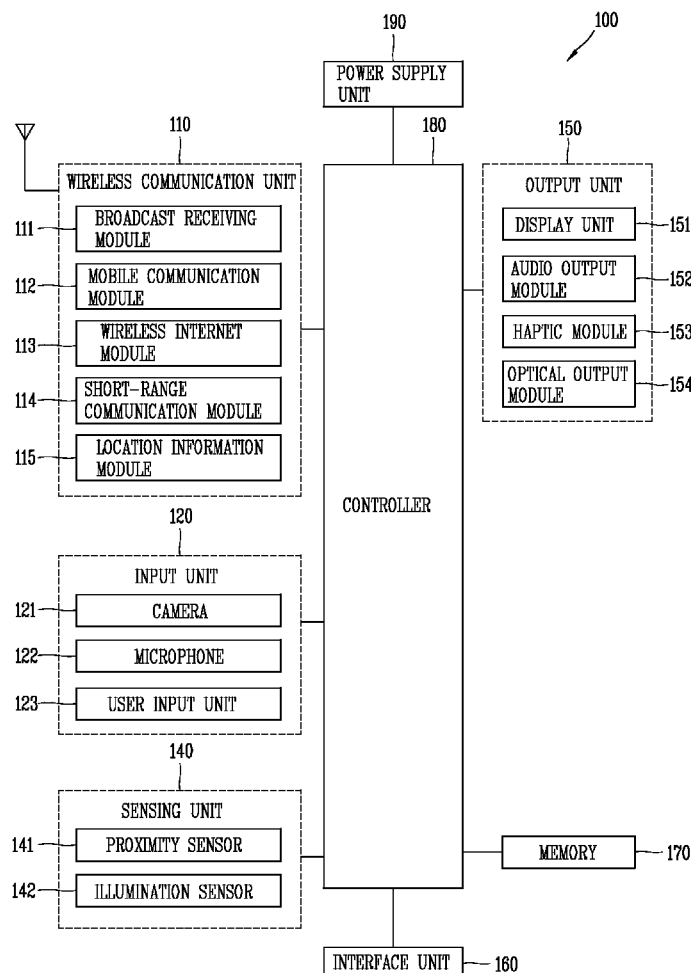 190
100
POWER SUPPLY
UNIT
110
180
150
WIRELESS COMMUNICATION UNIT
111
BROADCAST RECEIVING
MODULE
112
MOBILE COMMUNICATION
MODULE
113
WIRELESS INTERNET
MODULE
114
SHORT-RANGE
COMMUNICATION MODULE
115
LOCATION INFORMATION
MODULE
OUTPUT UNIT
DISPLAY UNIT
151
AUDIO OUTPUT
MODULE
152
HAPTIC MODULE
153
OPTICAL OUTPUT
MODULE
154
CONTROLLER
120
INPUT UNIT
121
CAMERA
122
MICROPHONE
123
USER INPUT UNIT
140
SENSING UNIT
141
PROXIMITY SENSOR
142
ILLUMINATION SENSOR
MEMORY
170
INTERFACE UNIT
160